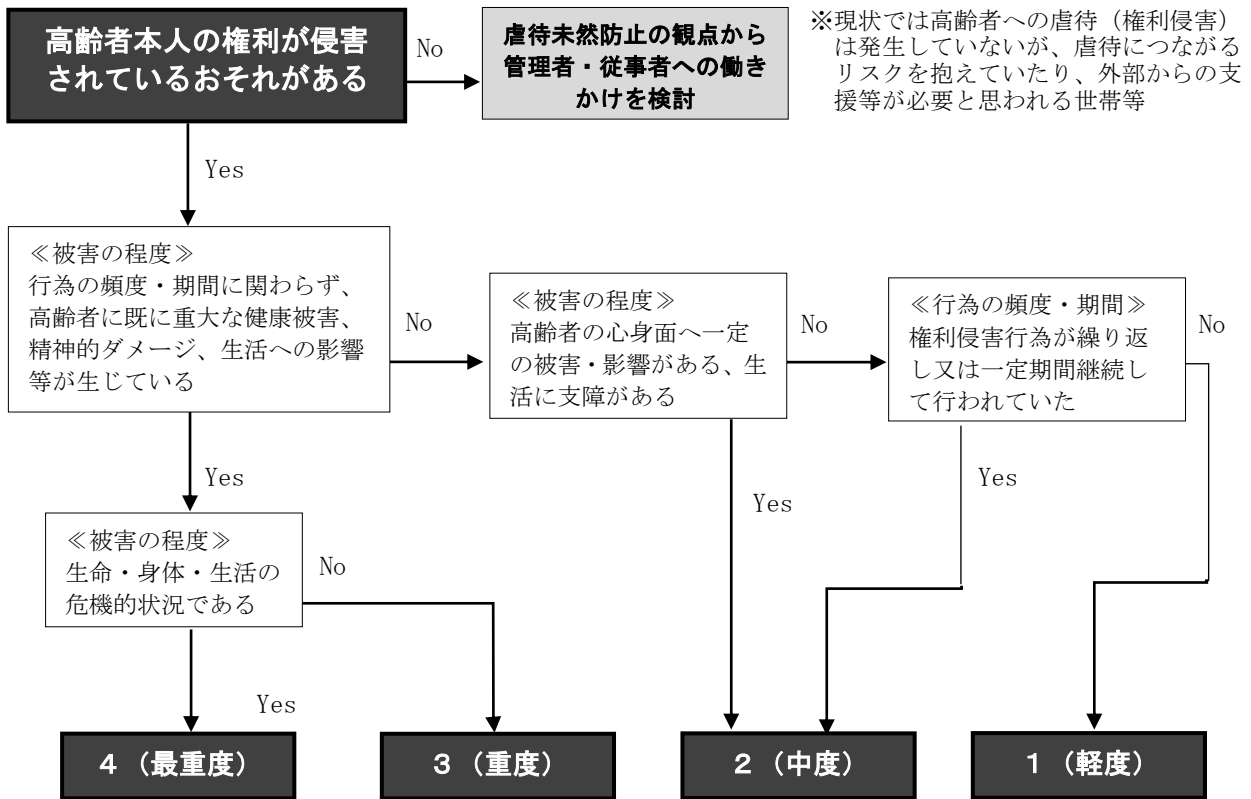 高齢者本人の権利が侵害
されているおそれがある
No
虐待未然防止の観点から
管理者・従事者への働き
かけを検討
※現状では高齢者への虐待（権利侵害）
は発生していないが、虐待につながる
リスクを抱えていたり、外部からの支
援等が必要と思われる世帯等
Yes
≪被害の程度≫
行為の頻度・期間に関わらず、
高齢者に既に重大な健康被害、
精神的ダメージ、生活への影響
等が生じている
No
≪被害の程度≫
高齢者の心身面へ一定
の被害・影響がある、生
活に支障がある
No
≪行為の頻度・期間≫
権利侵害行為が繰り返
し又は一定期間継続し
て行われていた
No
Yes
Yes
Yes
≪被害の程度≫
生命・身体・生活の
危機的状況である
No
Yes
４（最重度）
３（重度）
２（中度）
１（軽度）